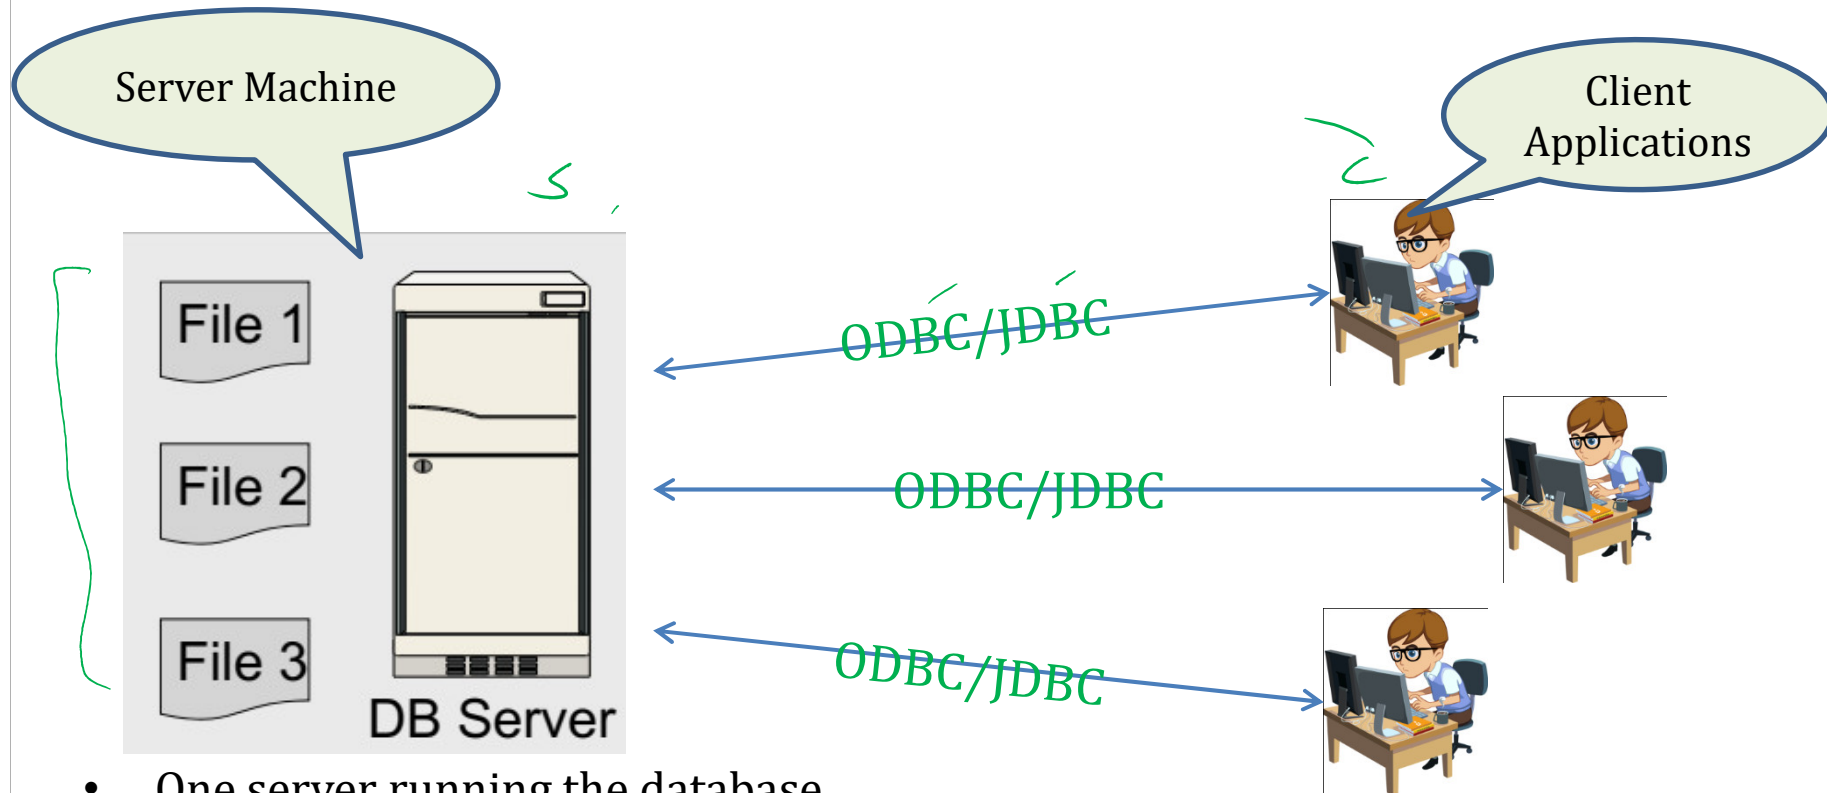 Server Machine
Client
Applications
S
C
File 1
File 2
File 3
DB Server
ODBC/JDBC
ODBC/JDBC
ODBC/JDBC
• One server running the database